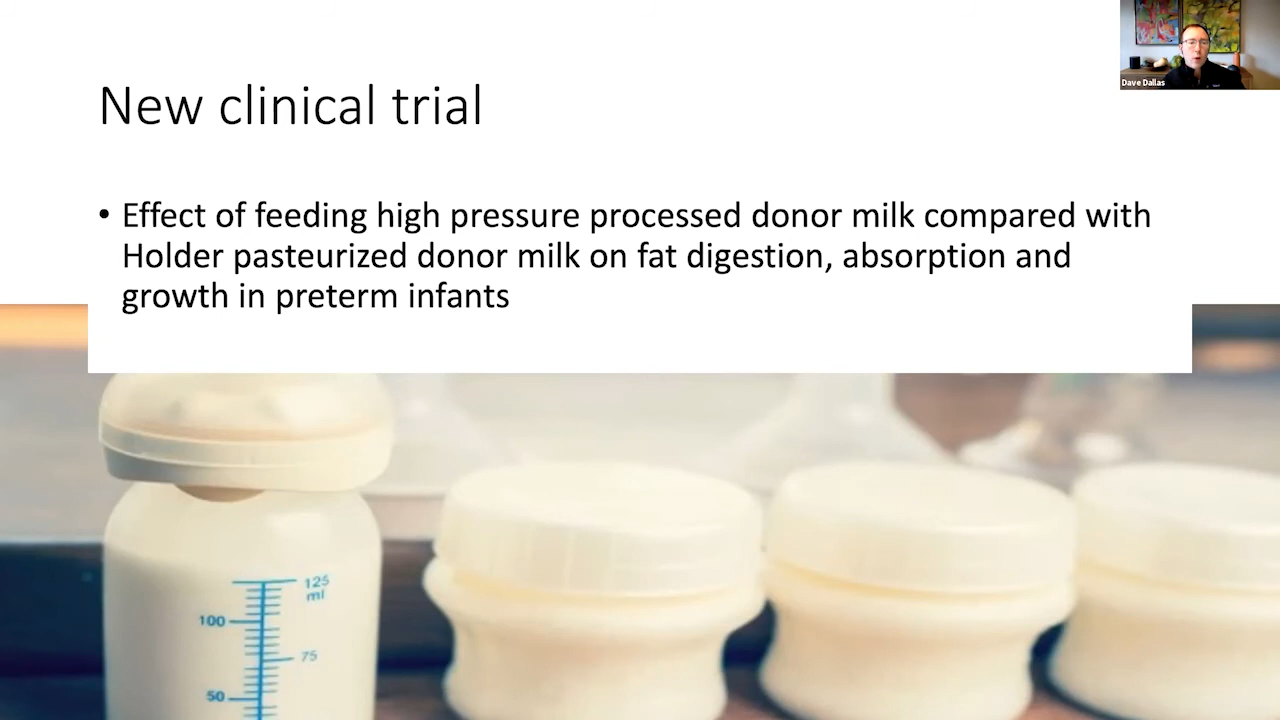 New clinical trial
• Effect of feeding high pressure processed donor milk compared with
Holder pasteurized donor milk on fat digestion, absorption and
growth in preterm infants
Dave Dallas
125
ml
100
75
50